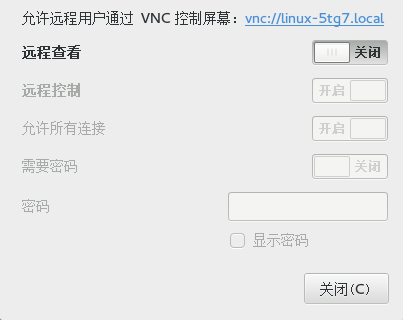 允许远程用户通过 VNC 控制屏幕：vnc://linux-5tg7.local
远程查看 关闭
远程控制 开启
允许所有连接 开启
需要密码 关闭
密码
显示密码
关闭(C)